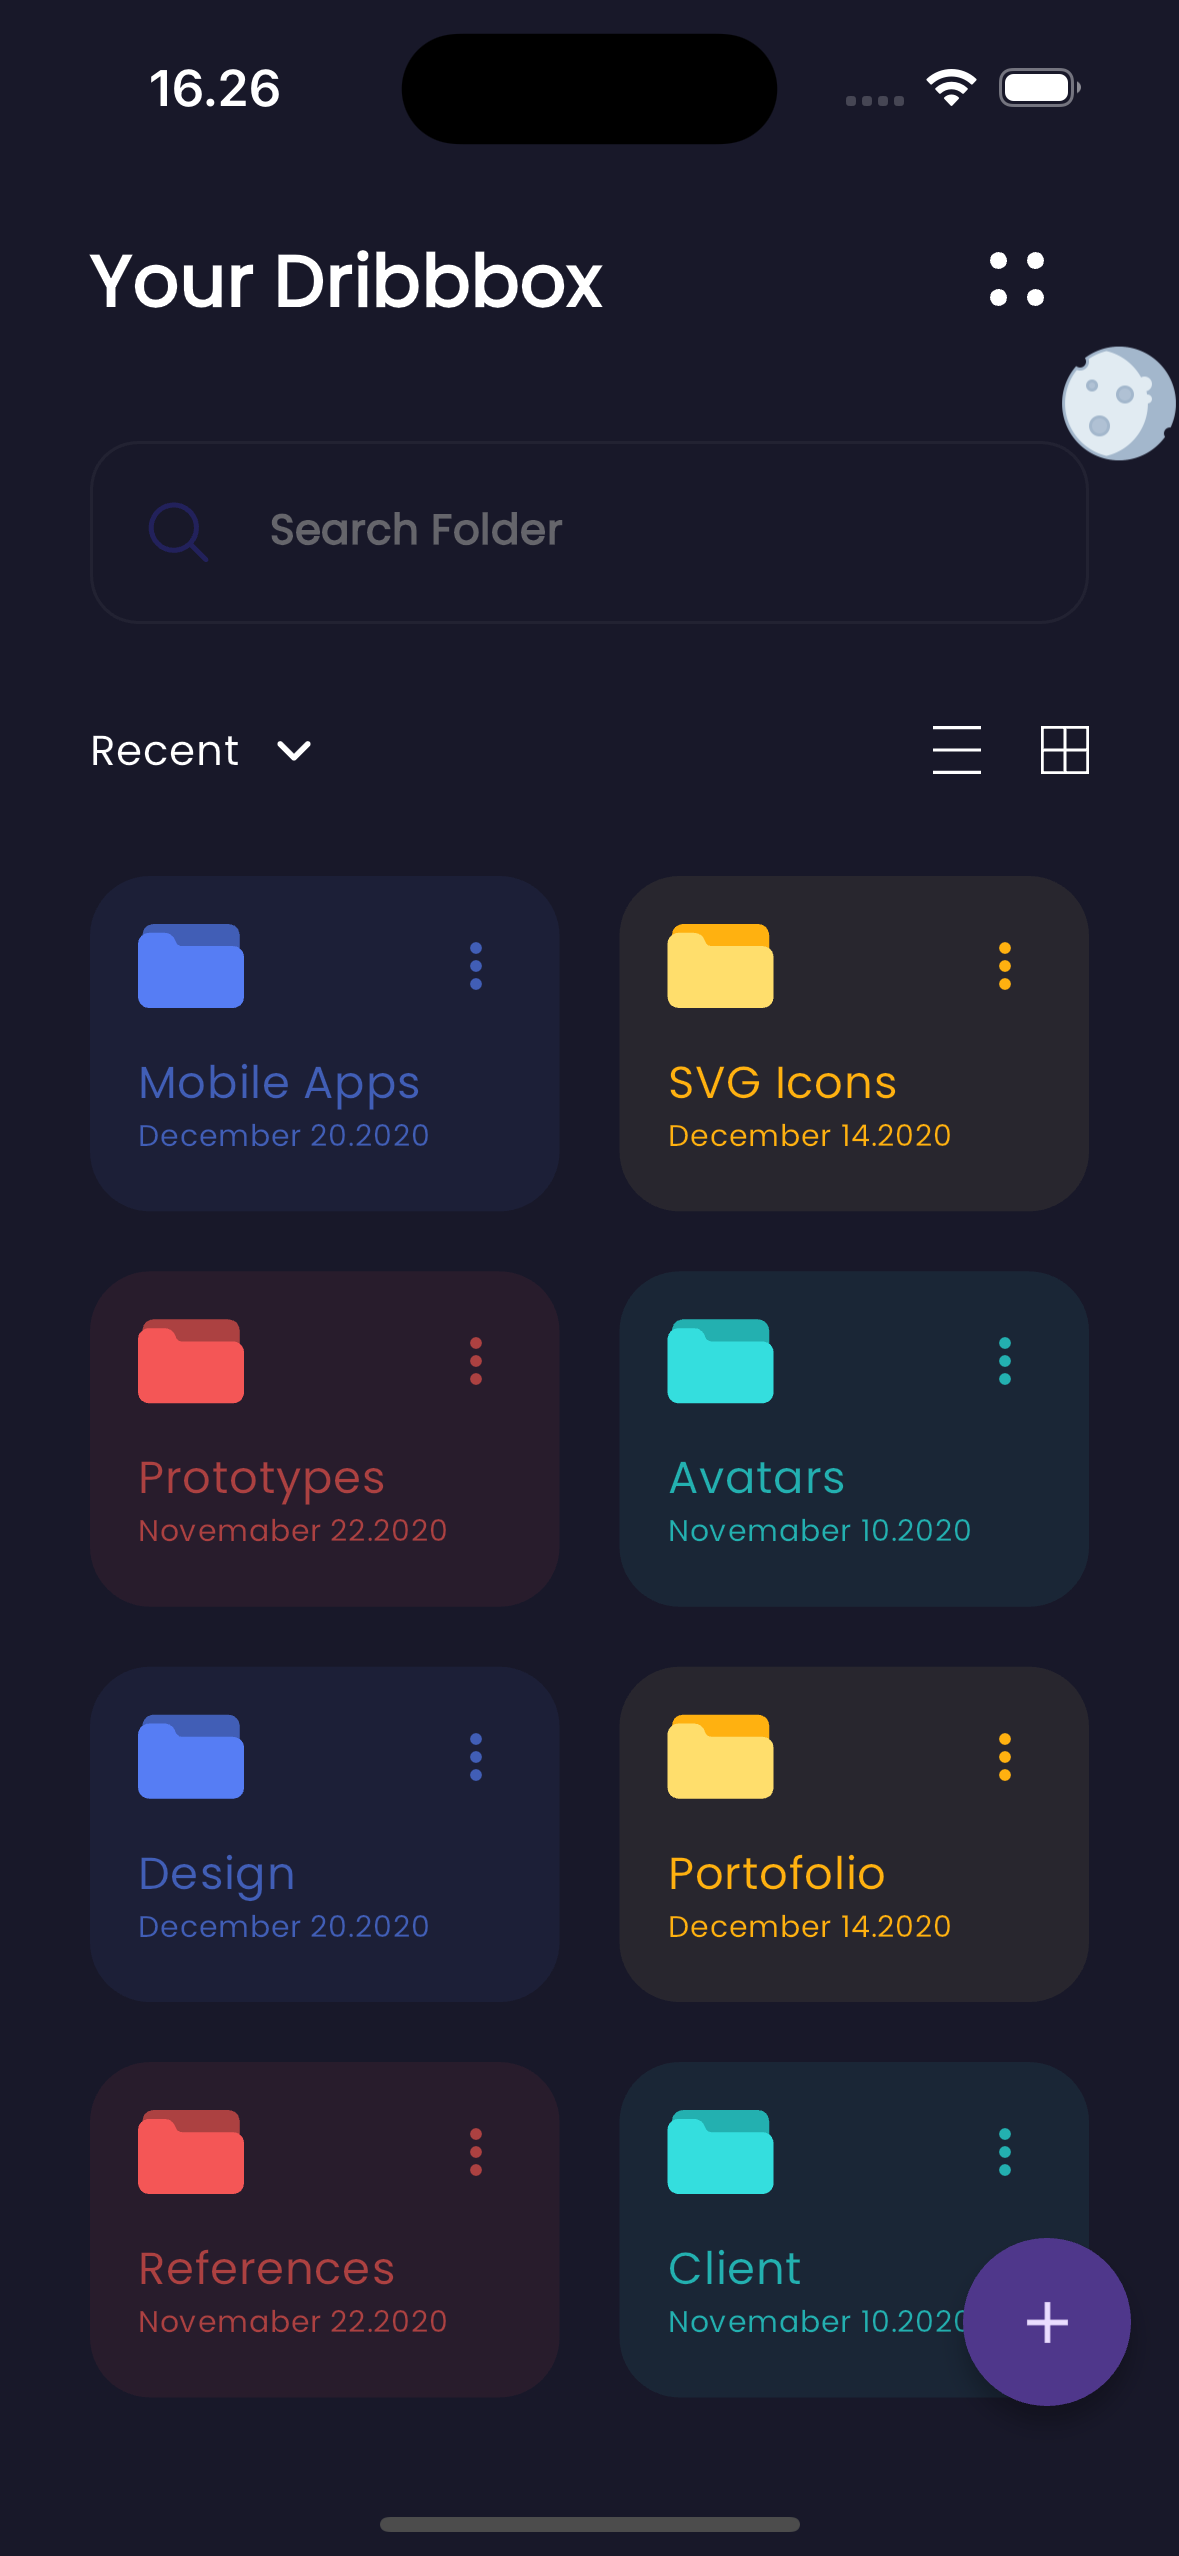 16.26
Your Dribbbox
Search Folder
Recent
Mobile Apps
December 20.2020
SVG Icons
December 14.2020
Prototypes
Novemaber 22.2020
Avatars
Novemaber 10.2020
Design
December 20.2020
Portofolio
December 14.2020
References
Novemaber 22.2020
Client
Novemaber 10.2020